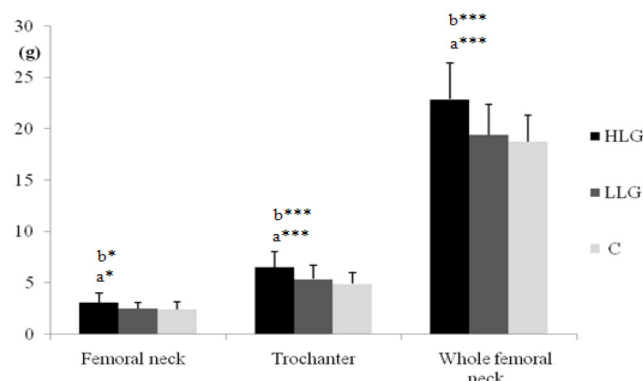 30
(g)
25
20
15
10
5
0
b*
a*
b***
a***
b***
a***
Femoral neck
Trochanter
Whole femoral
neck
HLG
LLG
C